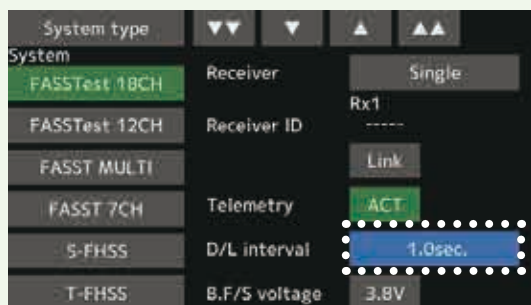 System type ▼▼ ▼ ▲ ▲▲
System
FASSTest 18CH
Receiver Single
Rx1
FASSTest 12CH
Receiver ID -----
FASST MULTI
Link
FASST 7CH
Telemetry ACT
S-FHSS
D/L interval 1.0sec.
T-FHSS
B.F/S voltage 3.8V